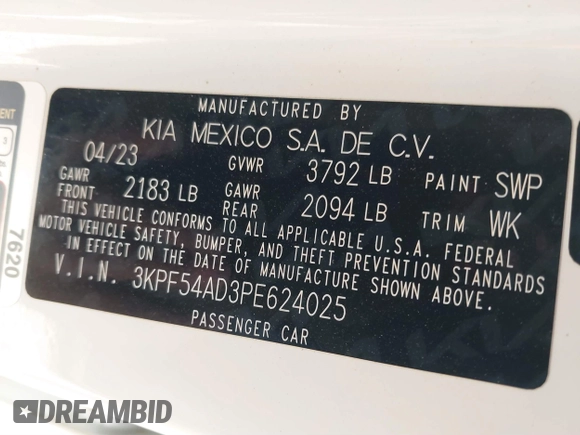 MANUFACTURED BY
KIA MEXICO S.A. DE C.V.
04/23 GVWR 3792 LB PAINT SWP
GAWR FRONT 2183 LB GAWR REAR 2094 LB TRIM WK
THIS VEHICLE CONFORMS TO ALL APPLICABLE U.S.A. FEDERAL
MOTOR VEHICLE SAFETY, BUMPER, AND THEFT PREVENTION STANDARDS
IN EFFECT ON THE DATE OF MANUFACTURE SHOWN ABOVE.
V.I.N. 3KPF54AD3PE624025
PASSENGER CAR
7620
DREAMBID